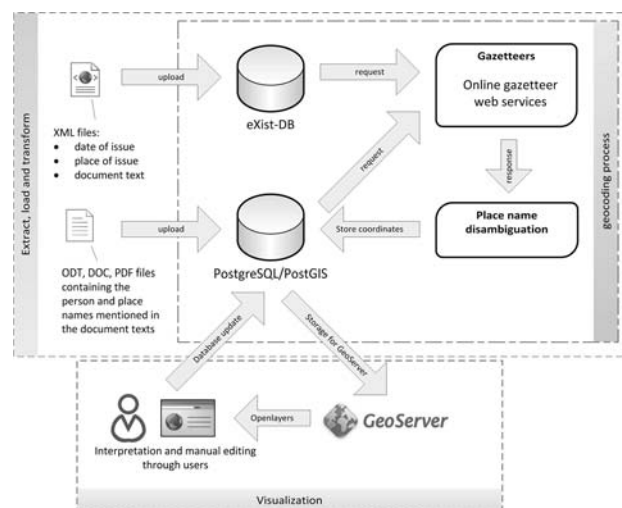 Extract, load and transform
XML files:
• date of issue
• place of issue
• document text
upload
eXist-DB
request
Gazetteers
Online gazetteer
web services
geocoding process
request
response
ODT, DOC, PDF files
containing the
person and place
names mentioned
in the document texts
upload
PostgreSQL/PostGIS
Store coordinates
Place name
disambiguation
Database update
Storage for GeoServer
Interpretation and manual editing
through users
Openlayers
GeoServer
Visualization